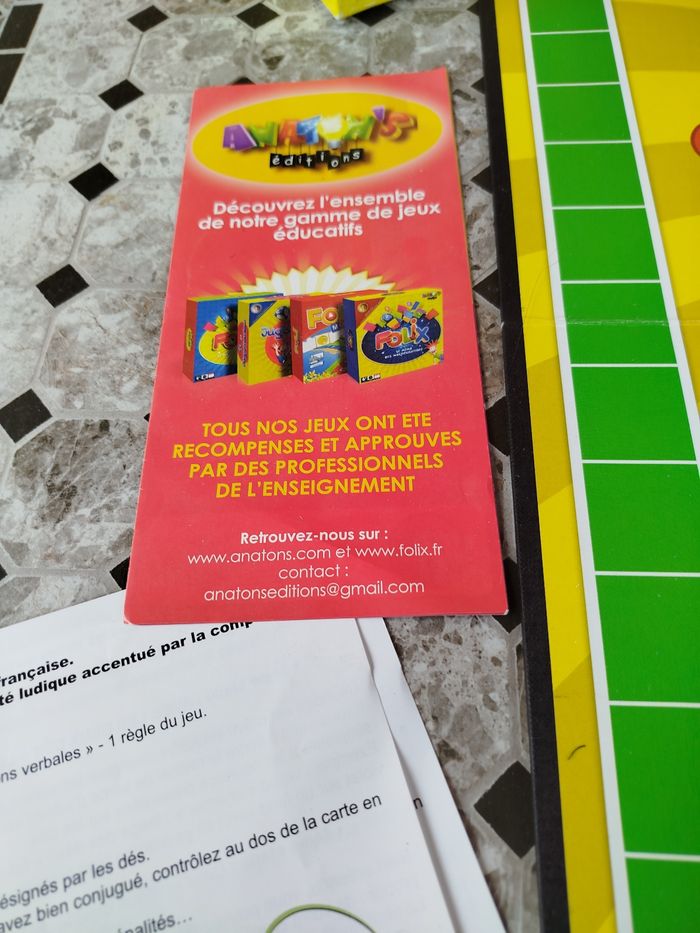 ANATON'S
éditions
Découvrez l'ensemble
de notre gamme de jeux
éducatifs
FOLIX
TOUS NOS JEUX ONT ETE
RECOMPENSES ET APPROUVES
PAR DES PROFESSIONNELS
DE L'ENSEIGNEMENT
Retrouvez-nous sur :
www.anatons.com et www.folix.fr
contact :
anatonseditions@gmail.com
française.
té ludique accentué par la comp
ns verbales » - 1 règle du jeu.
ésignés par les dés.
avez bien conjugué, contrôlez au dos de la carte en
n
nalités...